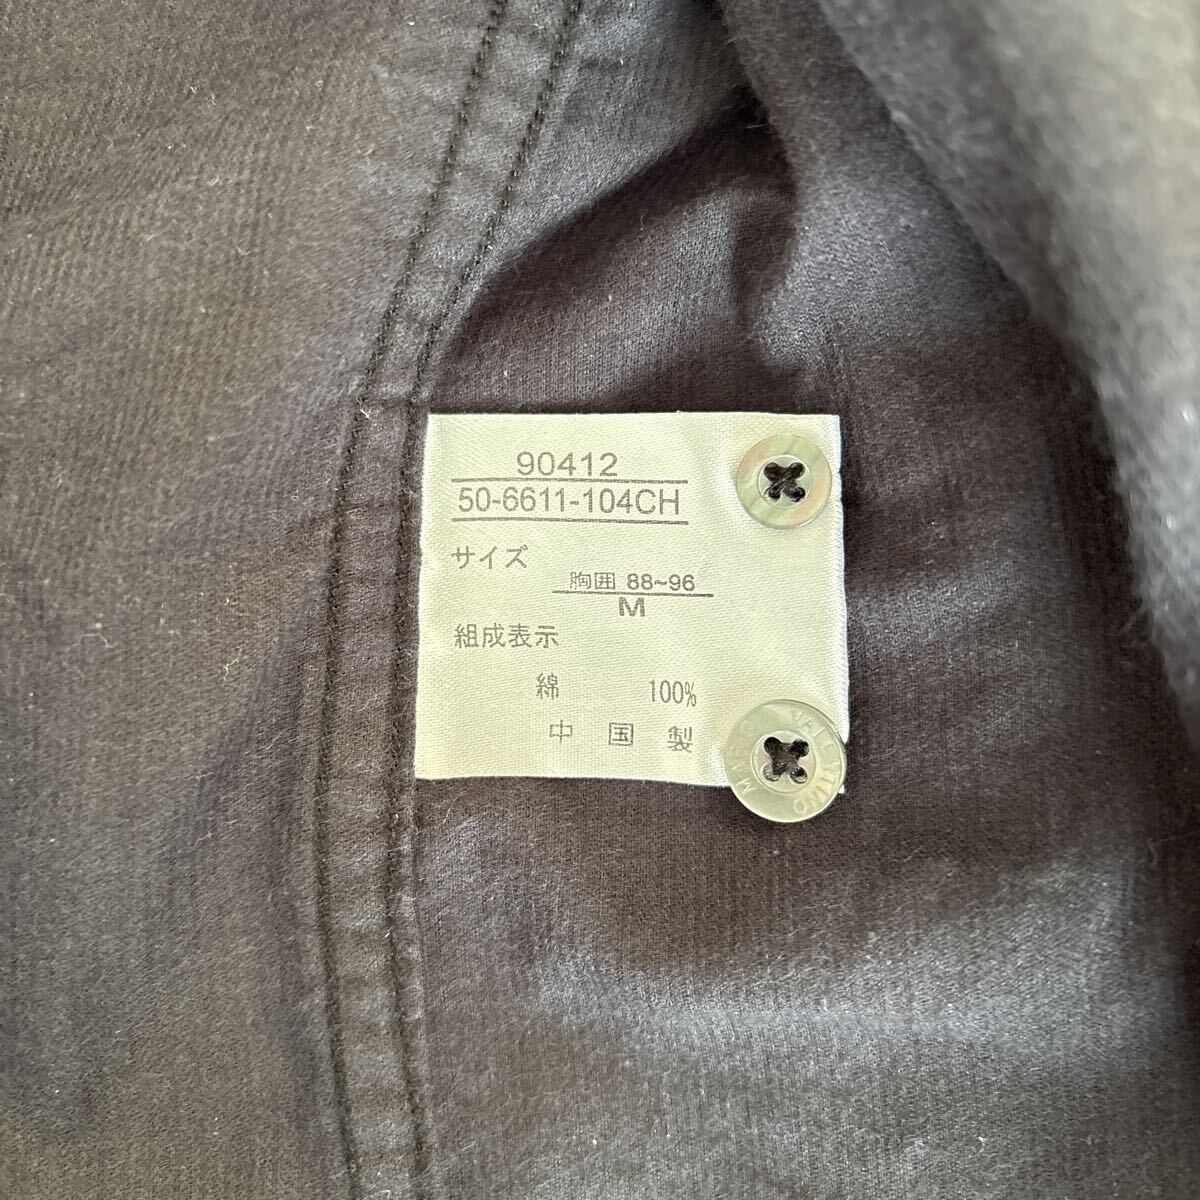 90412
50-6611-104CH
サイズ
胸囲 88~96
M
組成表示
綿 100%
中国製